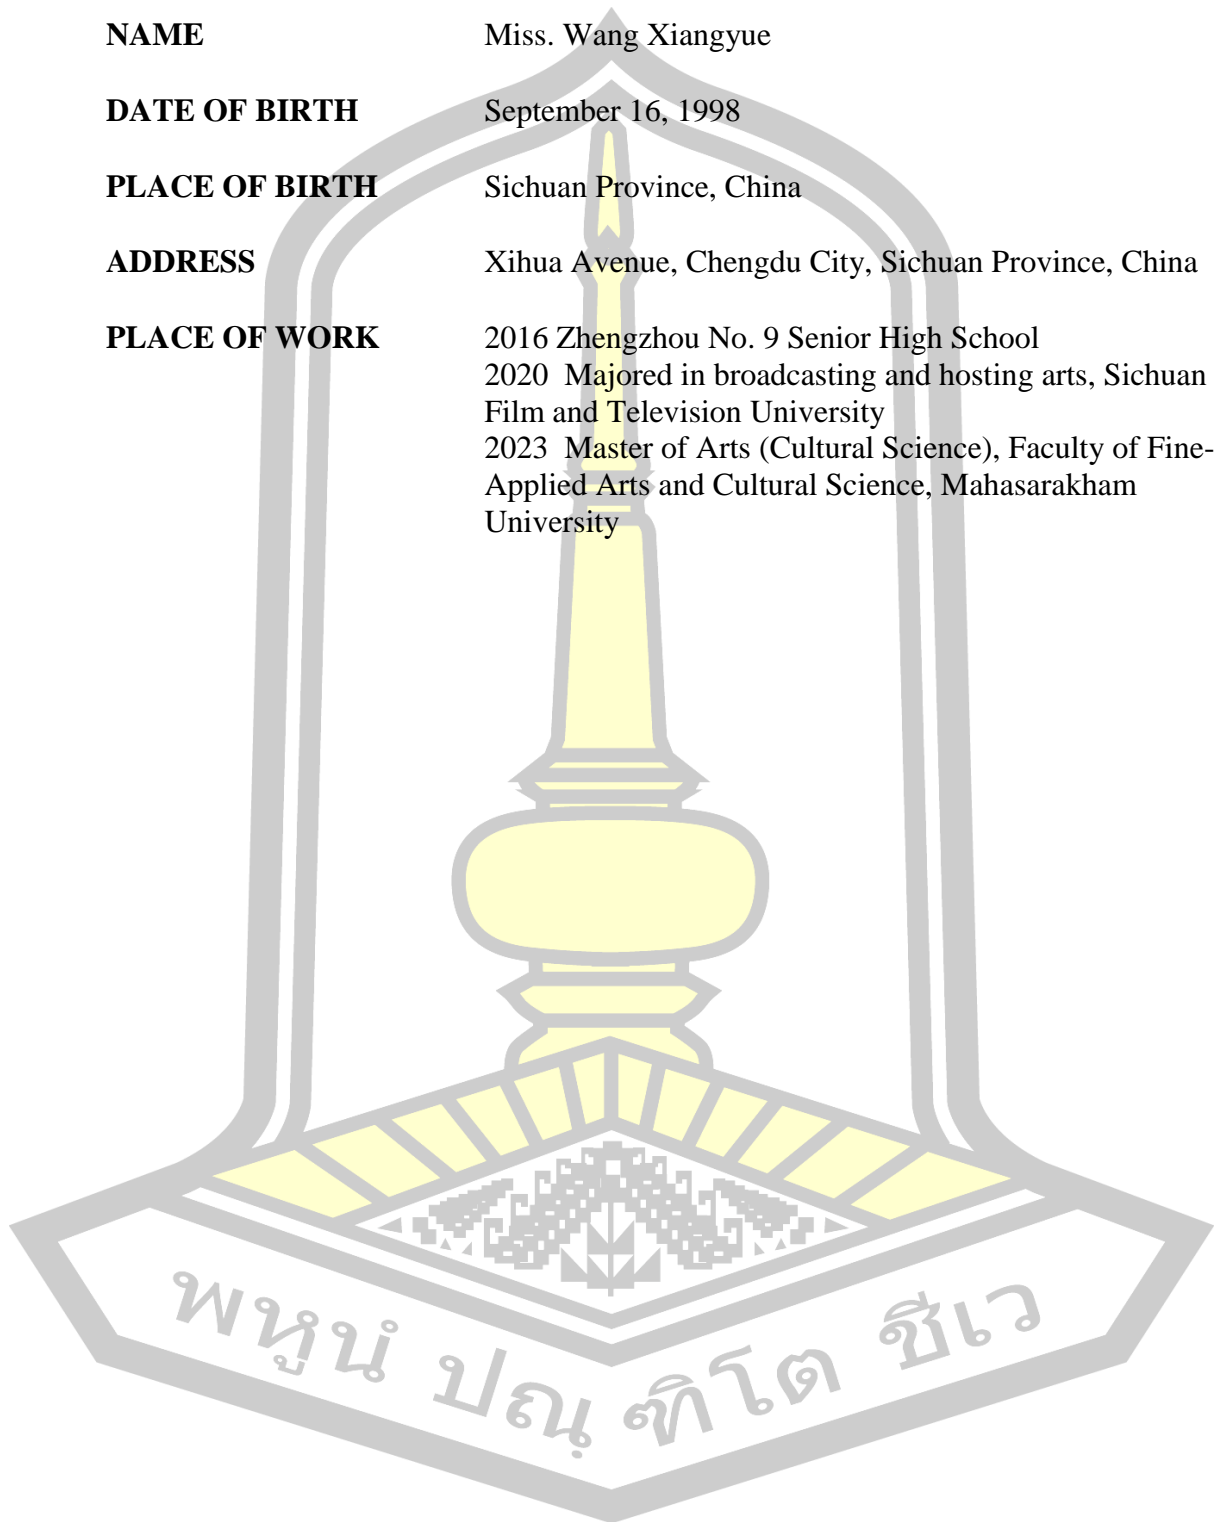 NAME Miss. Wang Xiangyue
DATE OF BIRTH September 16, 1998
PLACE OF BIRTH Sichuan Province, China
ADDRESS Xihua Avenue, Chengdu City, Sichuan Province, China
PLACE OF WORK 2016 Zhengzhou No. 9 Senior High School
2020 Majored in broadcasting and hosting arts, Sichuan
Film and Television University
2023 Master of Arts (Cultural Science), Faculty of Fine-
Applied Arts and Cultural Science, Mahasarakham
University
พหูนํ ปณฺ ฑิโต ชีเว